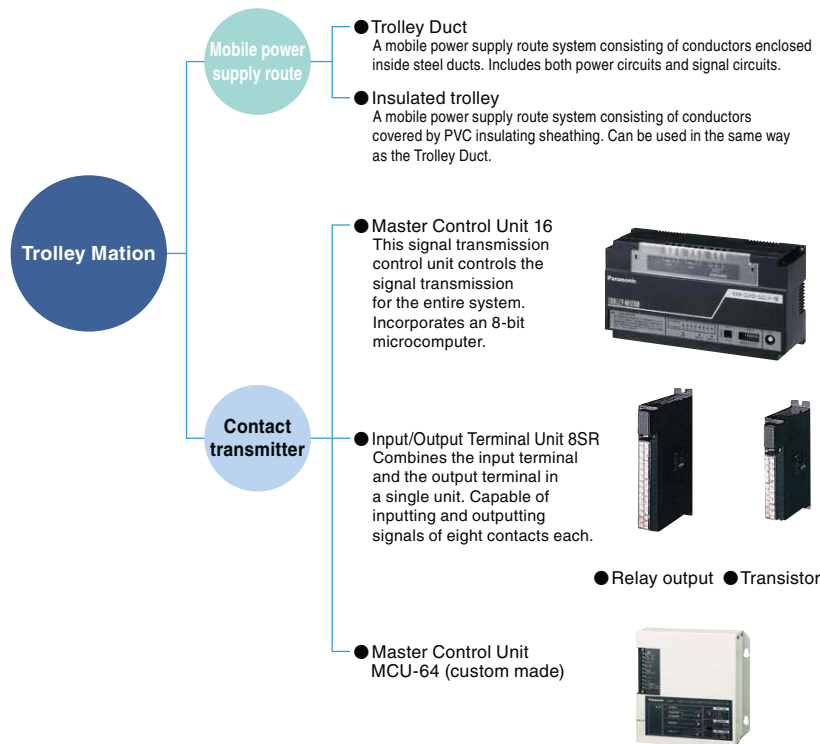 Mobile power
supply route
● Trolley Duct
A mobile power supply route system consisting of conductors enclosed
inside steel ducts. Includes both power circuits and signal circuits.
● Insulated trolley
A mobile power supply route system consisting of conductors
covered by PVC insulating sheathing. Can be used in the same way
as the Trolley Duct.
Trolley Mation
Contact
transmitter
● Master Control Unit 16
This signal transmission
control unit controls the
signal transmission
for the entire system.
Incorporates an 8-bit
microcomputer.
Panasonic
● Input/Output Terminal Unit 8SR
Combines the input terminal
and the output terminal in
a single unit. Capable of
inputting and outputting
signals of eight contacts each.
● Relay output ● Transistor
● Master Control Unit
MCU-64 (custom made)